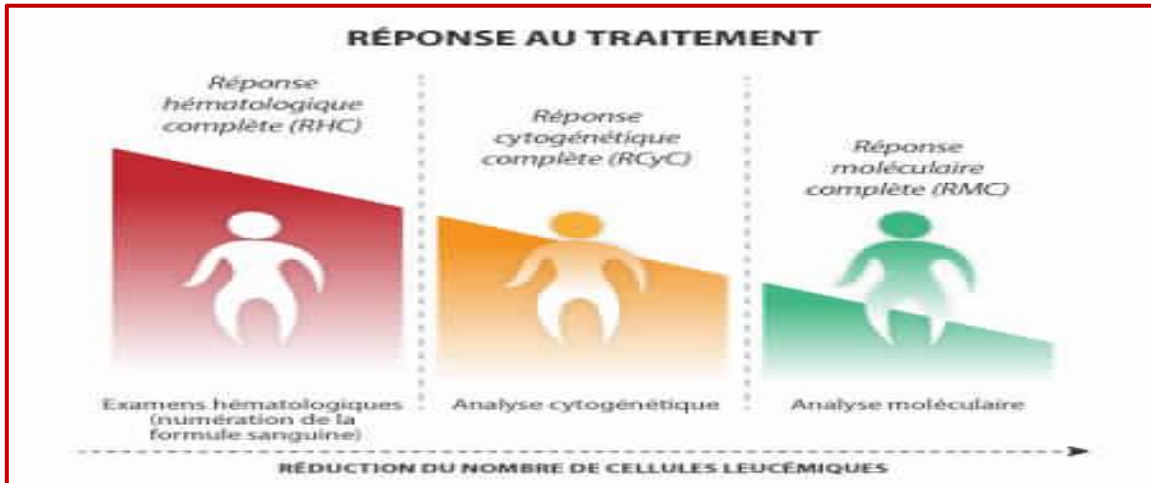 RÉPONSE AU TRAITEMENT
Réponse
hématologique
complète (RHC)
Réponse
cytogénétique
complète (RCyC)
Réponse
moléculaire
complète (RMC)
Examens hématologiques
(numération de la
formule sanguine)
Analyse cytogénétique
Analyse moléculaire
RÉDUCTION DU NOMBRE DE CELLULES LEUCÉMIQUES